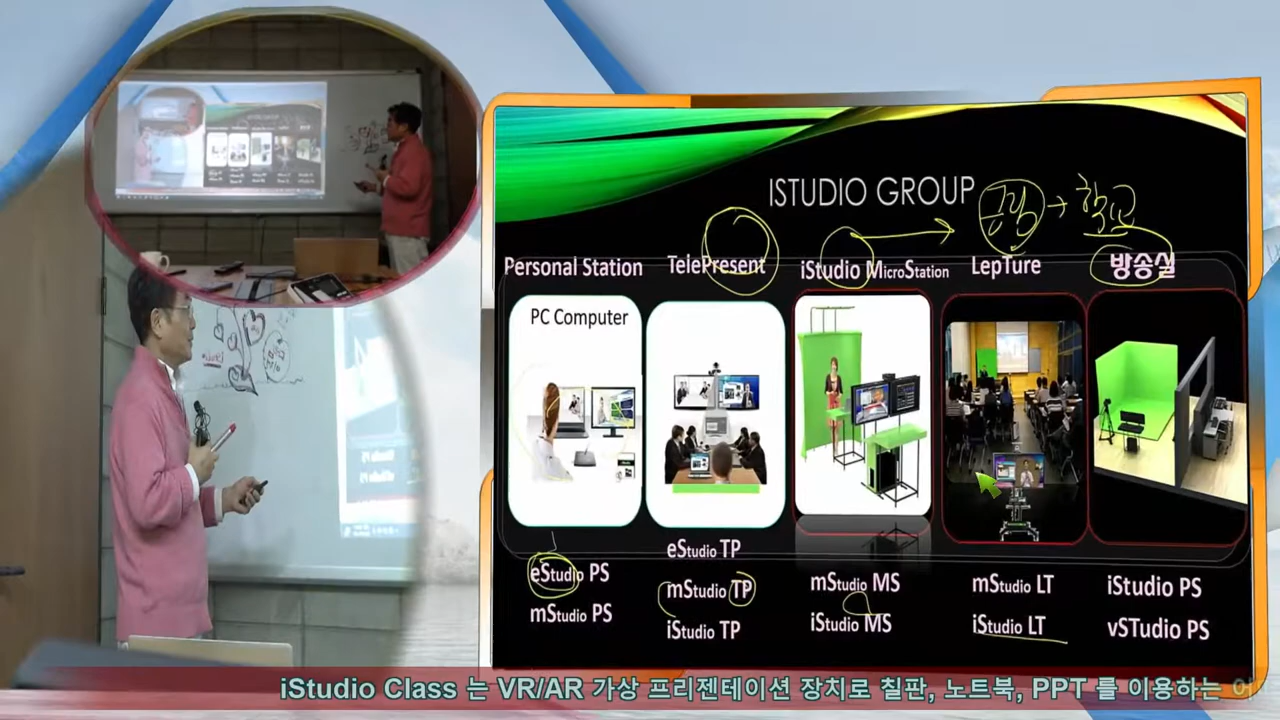 ISTUDIO GROUP
공장 → 학교
Personal Station
TelePresent
iStudio MicroStation
LepTure
방송실
PC Computer
eStudio PS
mStudio PS
eStudio TP
mStudio TP
iStudio TP
mStudio MS
iStudio MS
mStudio LT
iStudio LT
iStudio PS
vSTudio PS
iStudio Class 는 VR/AR 가상 프리젠테이션 장치로 칠판, 노트북, PPT 를 이용하는